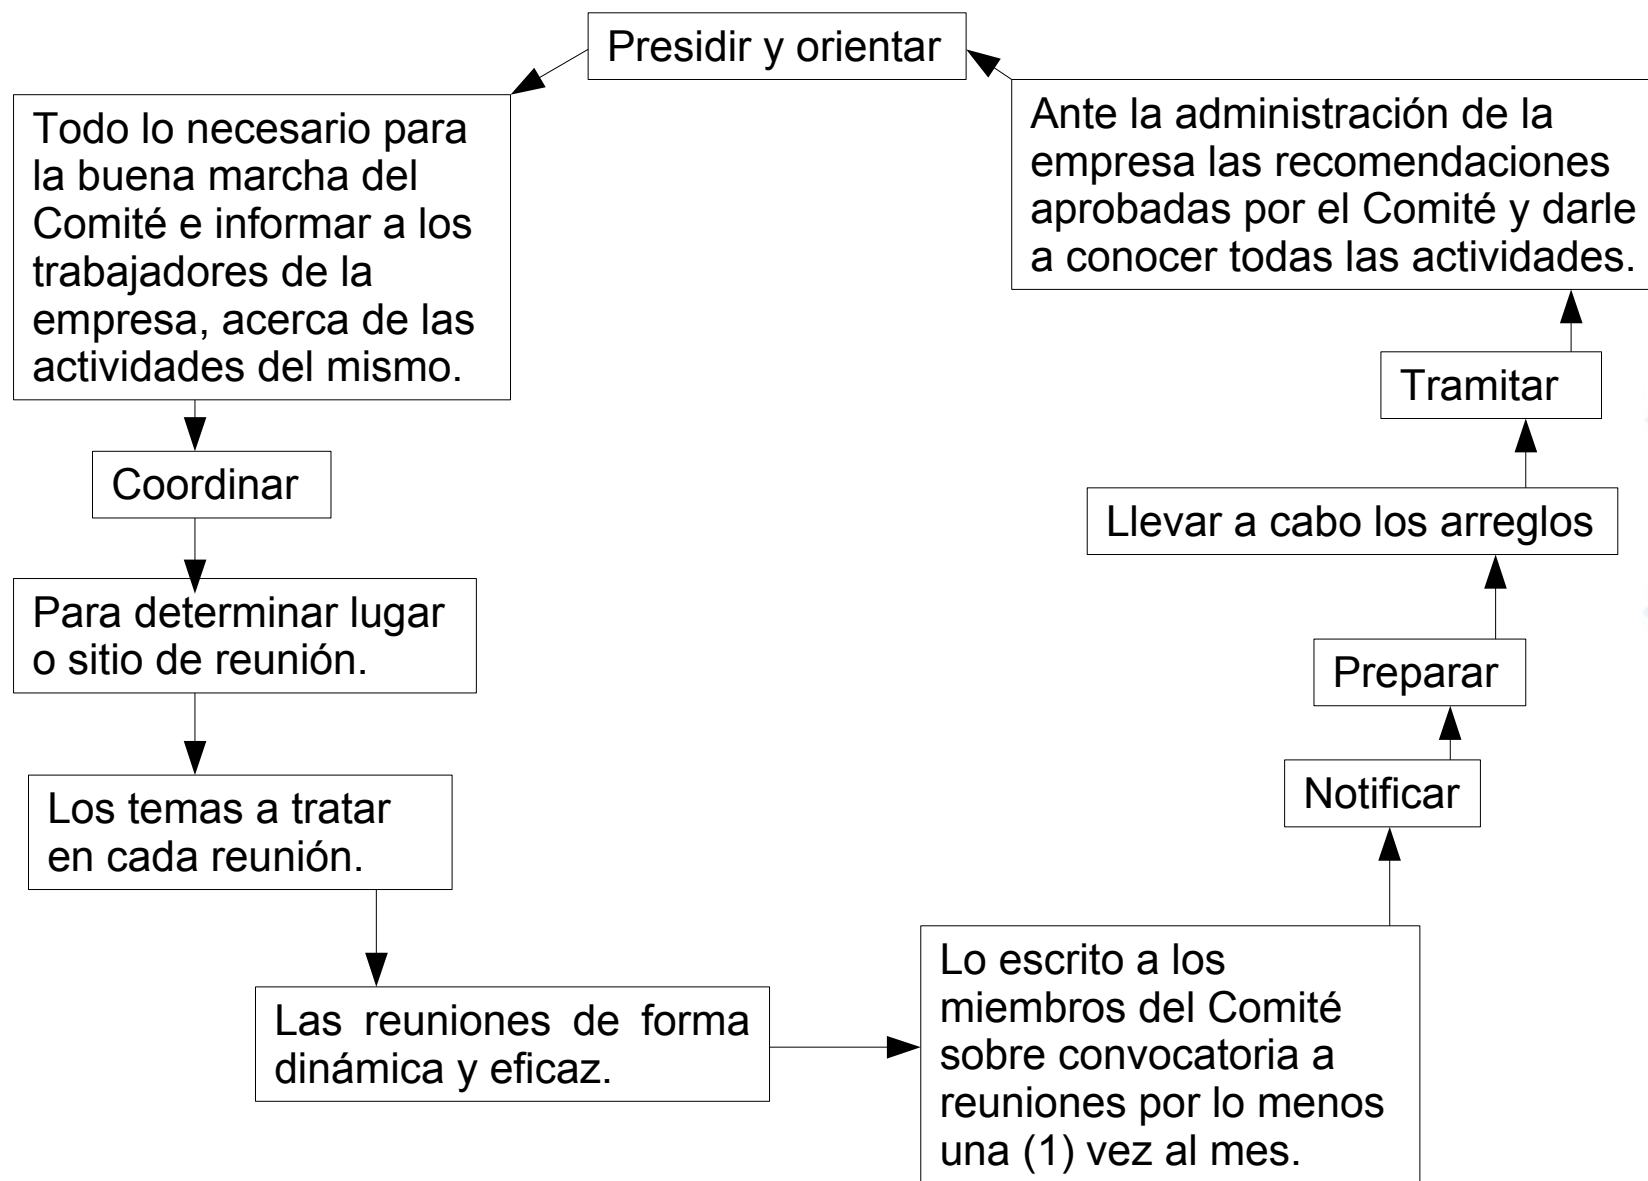 Presidir y orientar
Todo lo necesario para
la buena marcha del
Comité e informar a los
trabajadores de la
empresa, acerca de las
actividades del mismo.
Coordinar
Para determinar lugar
o sitio de reunión.
Los temas a tratar
en cada reunión.
Las reuniones de forma
dinámica y eficaz.
Lo escrito a los
miembros del Comité
sobre convocatoria a
reuniones por lo menos
una (1) vez al mes.
Notificar
Preparar
Llevar a cabo los arreglos
Tramitar
Ante la administración de la
empresa las recomendaciones
aprobadas por el Comité y darle
a conocer todas las actividades.